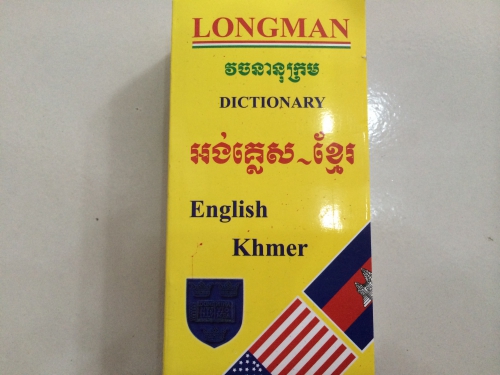 LONGMAN
វចនានុក្រម
DICTIONARY
អង់គ្លេស~ខ្មែរ
English
Khmer